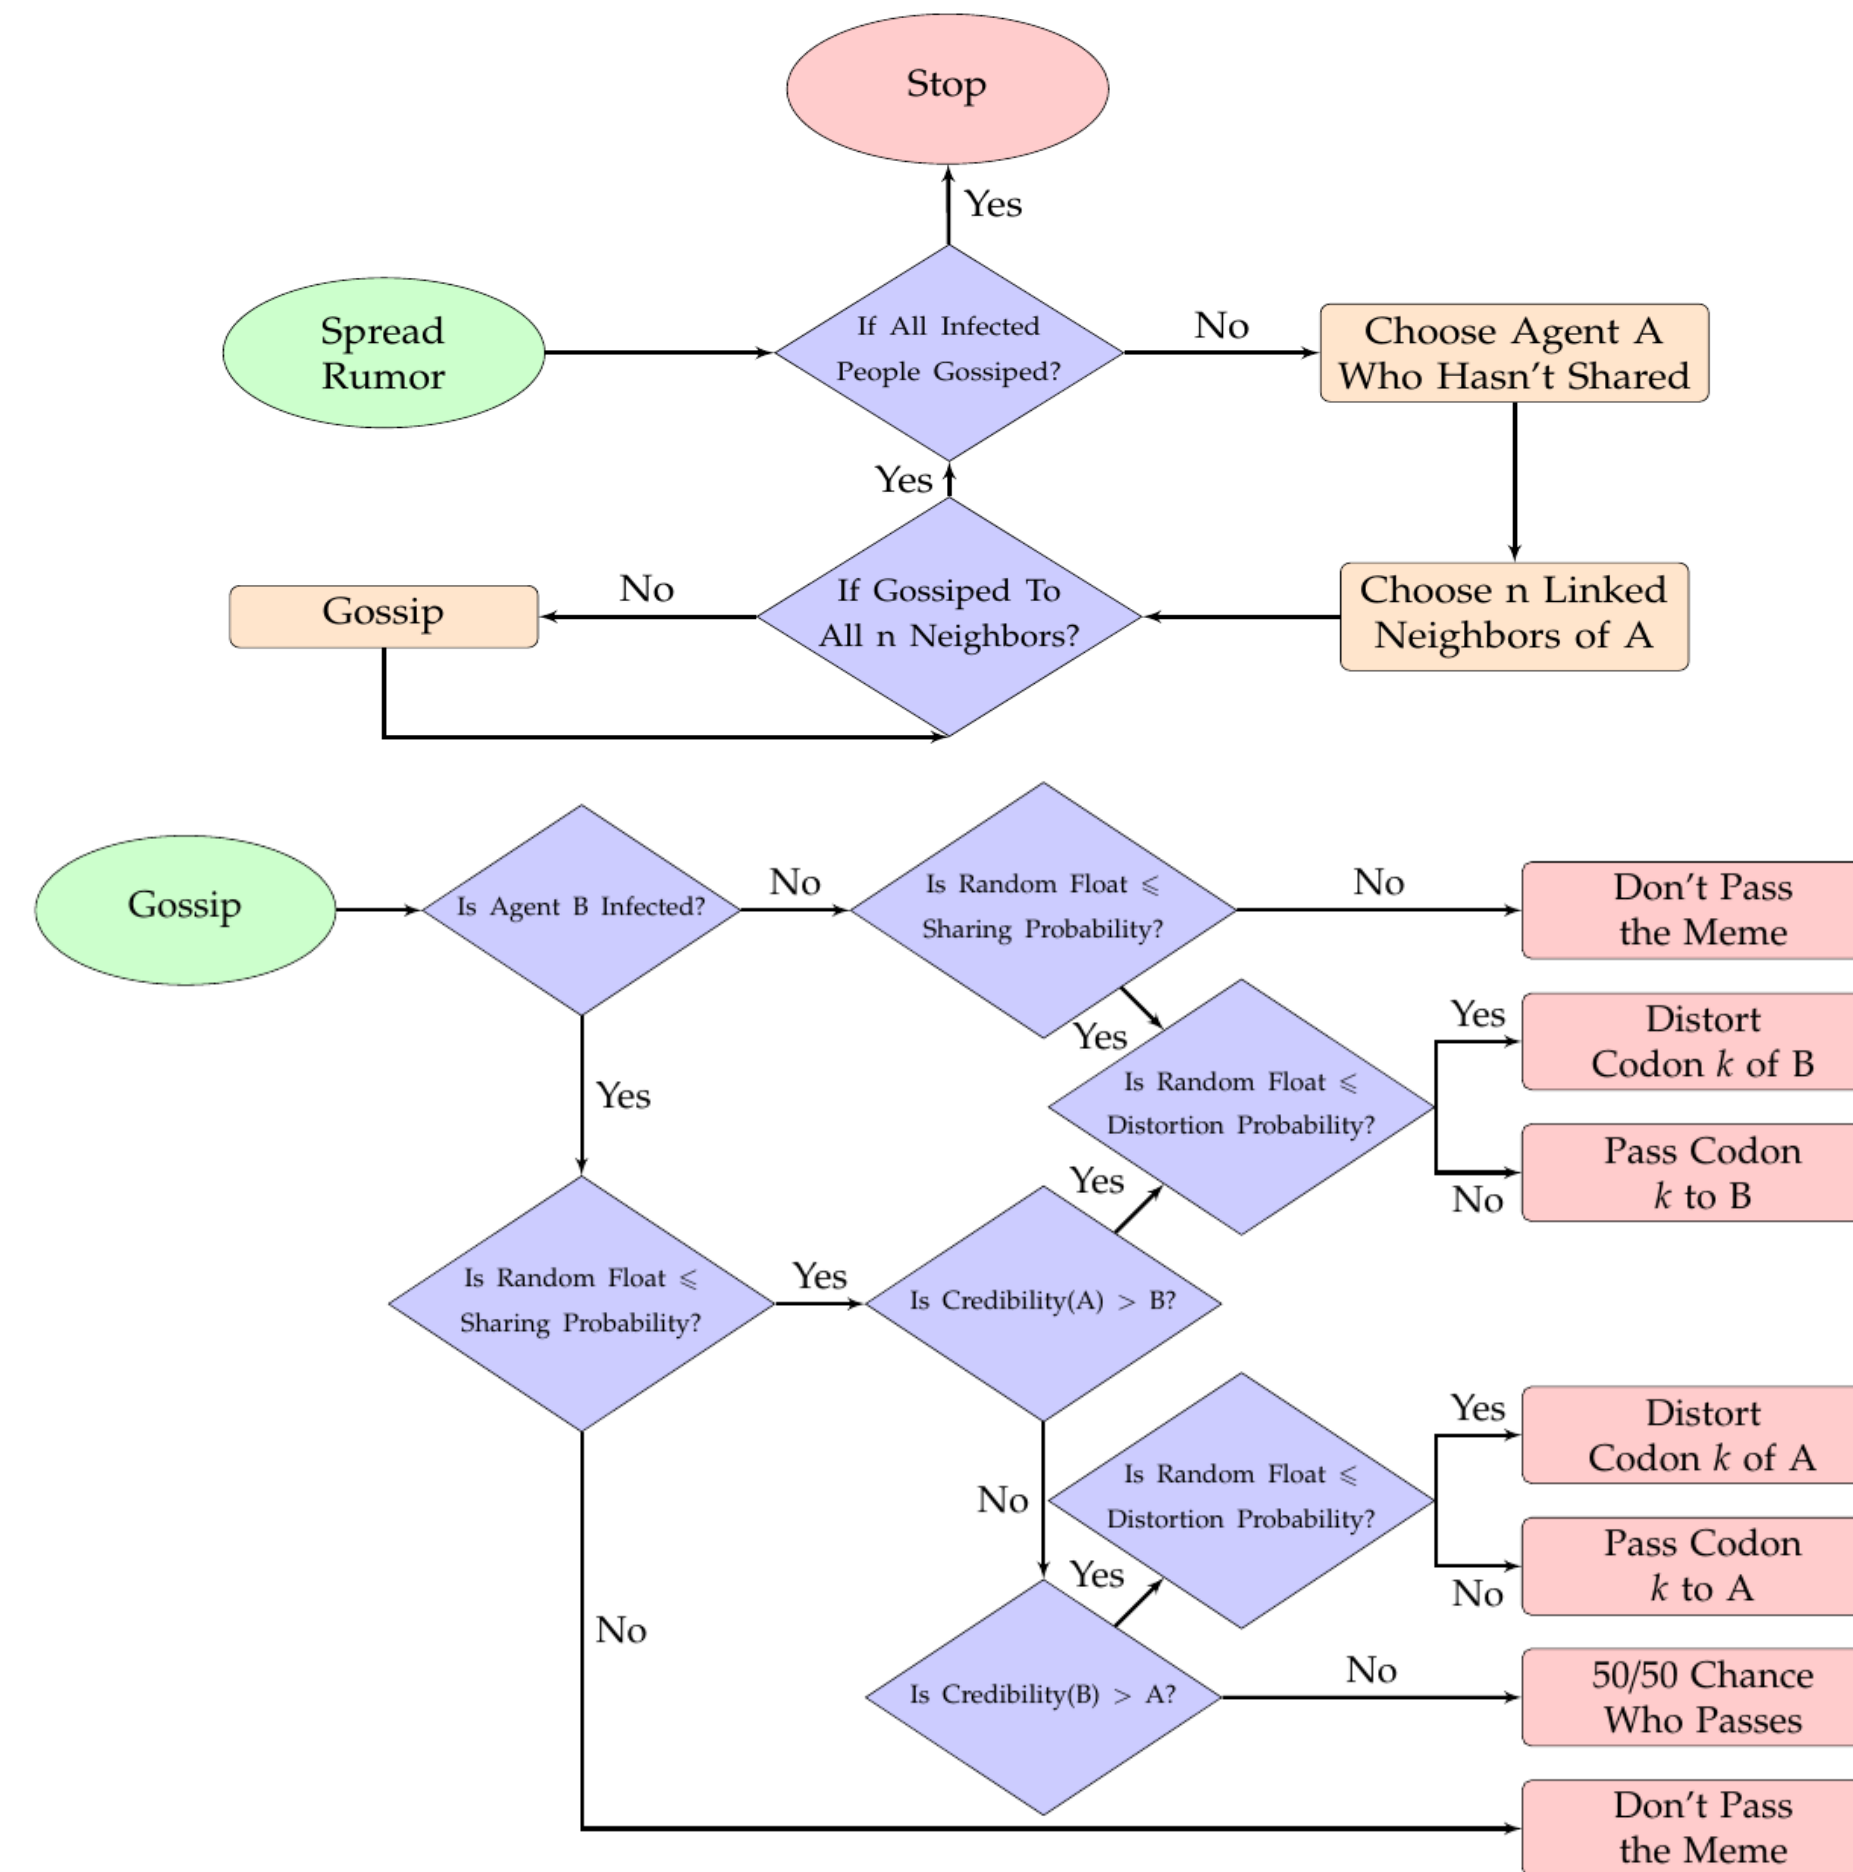 Stop
Yes
Spread
Rumor
If All Infected
People Gossiped?
No
Choose Agent A
Who Hasn't Shared
Yes
Gossip
No
If Gossiped To
All n Neighbors?
Choose n Linked
Neighbors of A
Gossip
Is Agent B Infected?
No
Is Random Float ⩽
Sharing Probability?
No
Don't Pass
the Meme
Yes
Yes
Is Random Float ⩽
Distortion Probability?
Yes
Distort
Codon k of B
No
Pass Codon
k to B
Is Random Float ⩽
Sharing Probability?
Yes
Is Credibility(A) > B?
Yes
No
Is Random Float ⩽
Distortion Probability?
Yes
Distort
Codon k of A
No
Pass Codon
k to A
Yes
No
Is Credibility(B) > A?
No
50/50 Chance
Who Passes
Don't Pass
the Meme